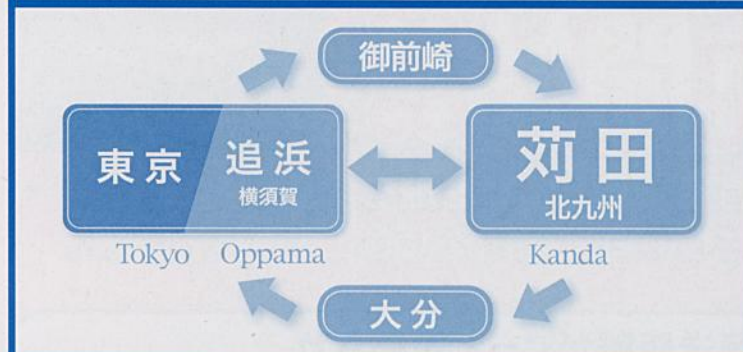 御前崎
東京
追浜
横須賀
苅田
北九州
Tokyo
Oppama
Kanda
大分